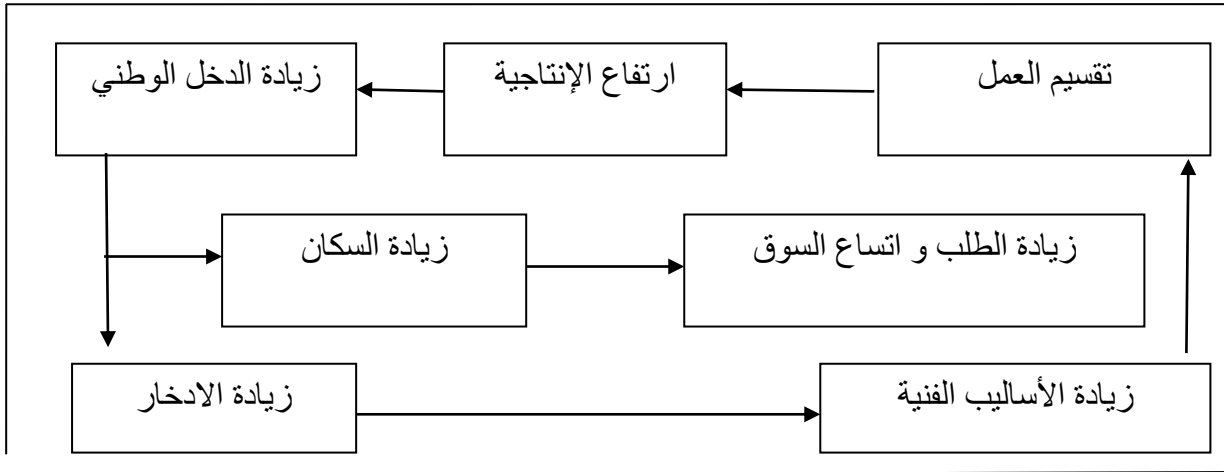 تقسيم العمل
ارتفاع الإنتاجية
زيادة الدخل الوطني
زيادة السكان
زيادة الطلب و اتساع السوق
زيادة الادخار
زيادة الأساليب الفنية